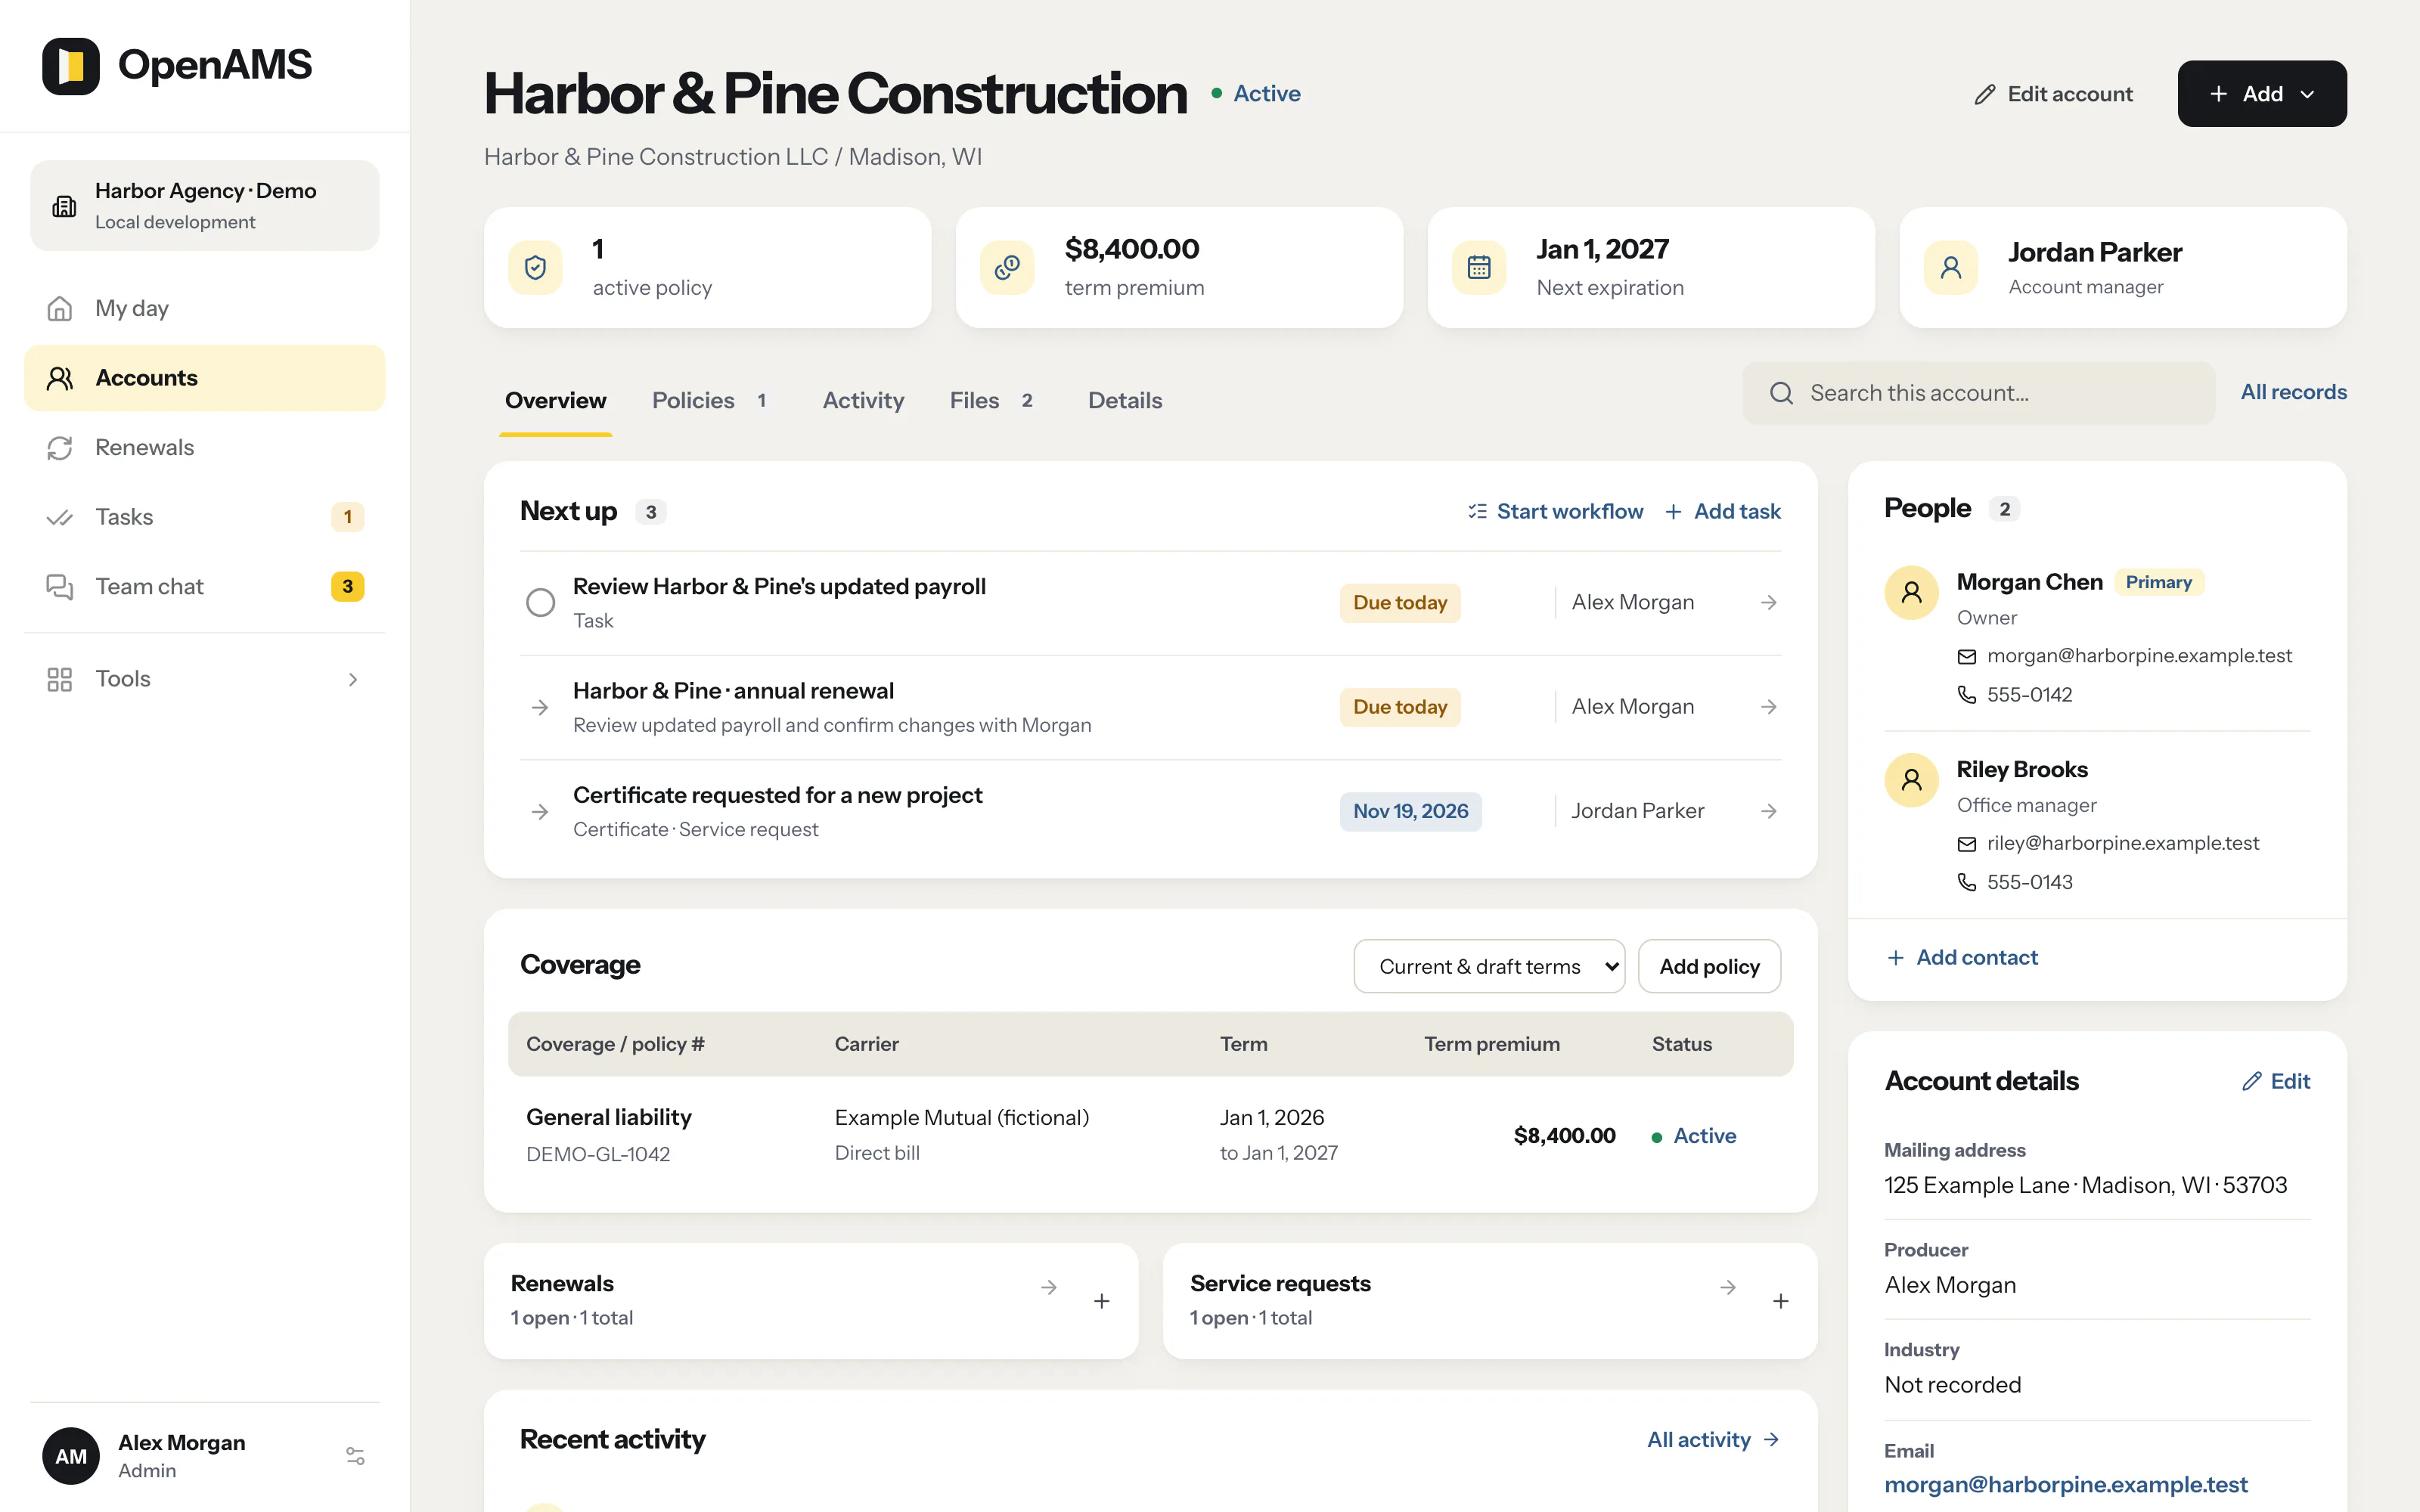 OpenAMS
Harbor Agency · Demo
Local development
My day
Accounts
Renewals
Tasks 1
Team chat 3
Tools
AM
Alex Morgan
Admin
Harbor & Pine Construction
Active
Edit account
+ Add
Harbor & Pine Construction LLC / Madison, WI
1
active policy
$8,400.00
term premium
Jan 1, 2027
Next expiration
Jordan Parker
Account manager
Overview Policies 1 Activity Files 2 Details
Search this account...
All records
Next up 3
Start workflow + Add task
Review Harbor & Pine's updated payroll
Task
Due today
Alex Morgan
Harbor & Pine · annual renewal
Review updated payroll and confirm changes with Morgan
Due today
Alex Morgan
Certificate requested for a new project
Certificate · Service request
Nov 19, 2026
Jordan Parker
Coverage
Current & draft terms
Add policy
Coverage / policy # Carrier Term Term premium Status
General liability
DEMO-GL-1042
Example Mutual (fictional)
Direct bill
Jan 1, 2026
to Jan 1, 2027
$8,400.00
Active
Renewals
1 open · 1 total
Service requests
1 open · 1 total
Recent activity
All activity
People 2
Morgan Chen Primary
Owner
morgan@harborpine.example.test
555-0142
Riley Brooks
Office manager
riley@harborpine.example.test
555-0143
+ Add contact
Account details
Edit
Mailing address
125 Example Lane · Madison, WI · 53703
Producer
Alex Morgan
Industry
Not recorded
Email
morgan@harborpine.example.test